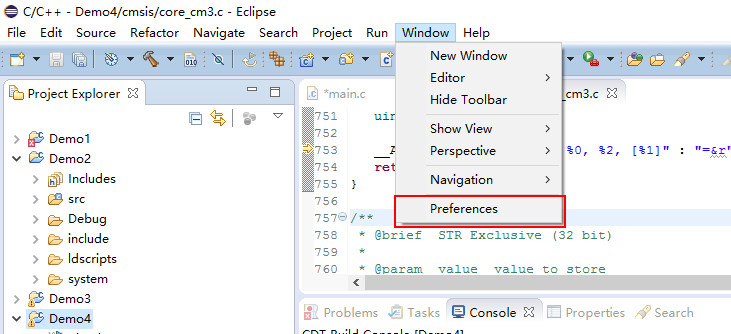 C/C++ - Demo4/cmsis/core_cm3.c - Eclipse
File Edit Source Refactor Navigate Search Project Run Window Help
New Window
Editor
Hide Toolbar
Show View
Perspective
Navigation
Preferences
Project Explorer
Demo1
Demo2
Includes
src
Debug
include
ldscripts
system
Demo3
Demo4
*main.c
_cm3.c
751 uin
752
753 __A %0, %2, [%1]" : "=&r"
754 ret
755 }
756
757 /**
758 * @brief STR Exclusive (32 bit)
759 *
760 * @param value value to store
Problems Tasks Console Properties Search
CDT Build Console [Demo4]